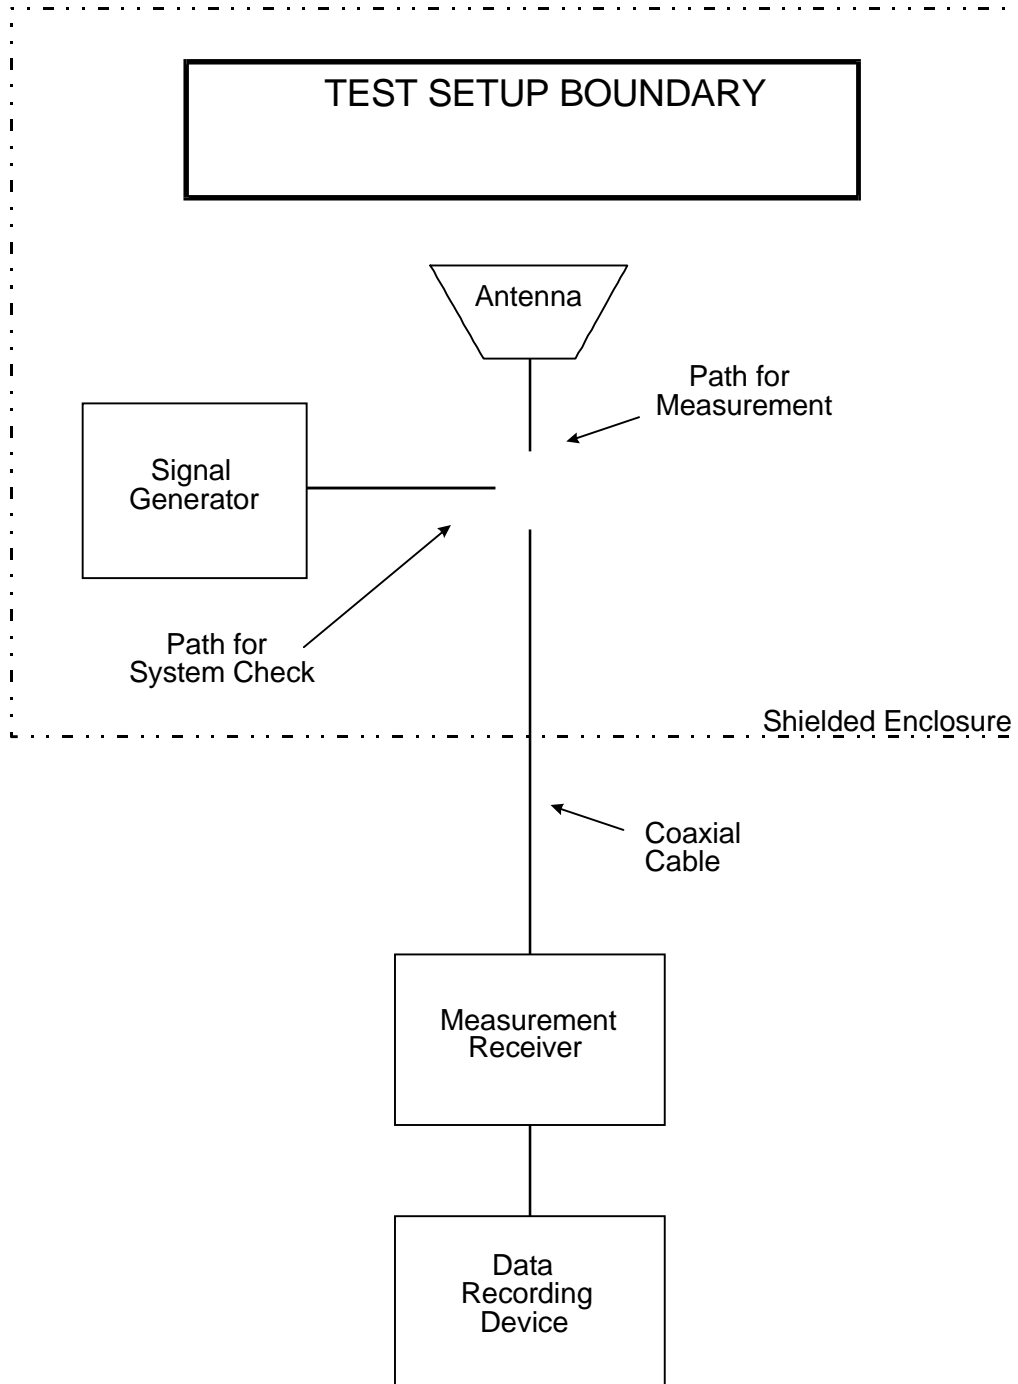 TEST SETUP BOUNDARY
Antenna
Path for
Measurement
Signal
Generator
Path for
System Check
Shielded Enclosure
Coaxial
Cable
Measurement
Receiver
Data
Recording
Device